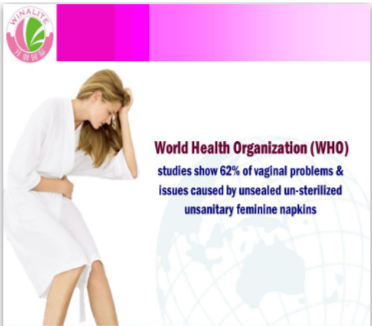 WINALITE
World Health Organization (WHO)
studies show 62% of vaginal problems &
issues caused by unsealed un-sterilized
unsanitary feminine napkins